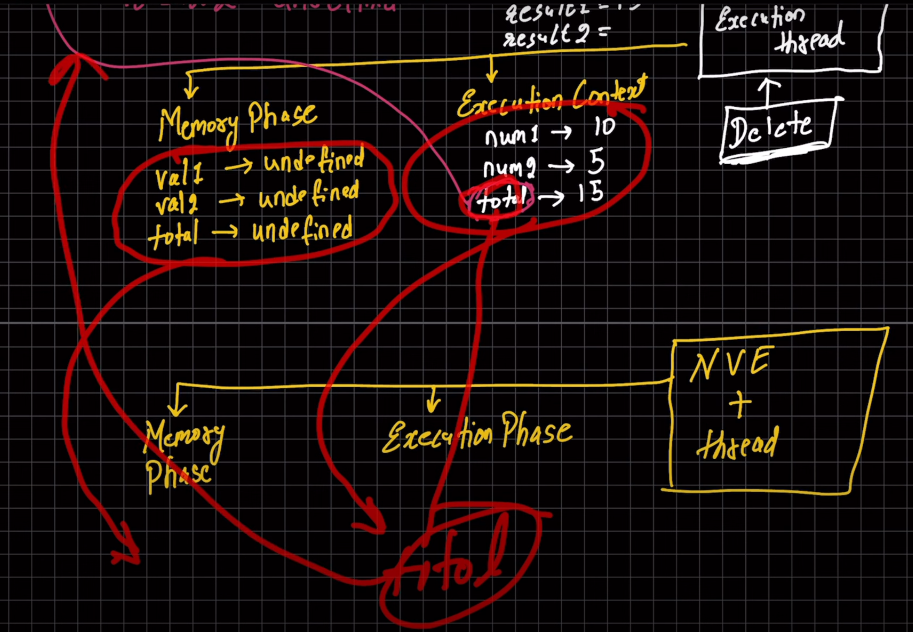 result1 = 15
result2 =
Execution
thread
Memory Phase
Execution Context
val1 → undefined
val2 → undefined
total → undefined
num1 → 10
num2 → 5
total → 15
Delete
Memory
Phase
Execution Phase
NVE
+
thread
total